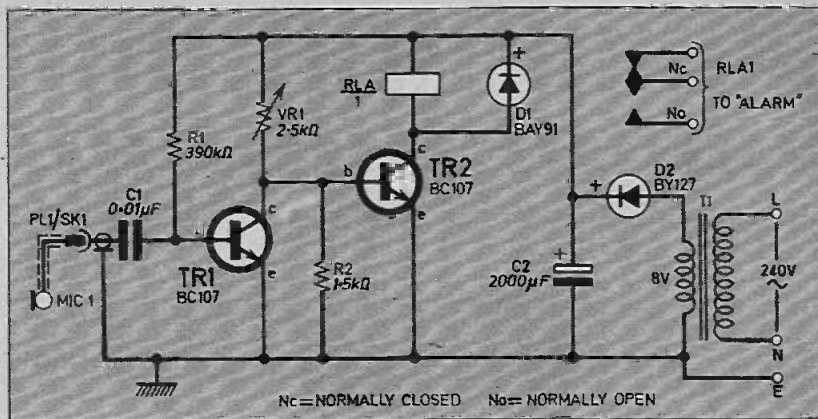 RLA
1
+
D1
BAY91
Nc
No
RLA1
TO "ALARM"
VR1
2·5kΩ
R1
390kΩ
C1
0·01µF
PL1/SK1
MIC 1
c
e
TR1
BC107
b
c
e
TR2
BC107
R2
1·5kΩ
+
D2
BY127
+
C2
2000µF
T1
8V
L
240V
N
E
Nc=NORMALLY CLOSED No=NORMALLY OPEN